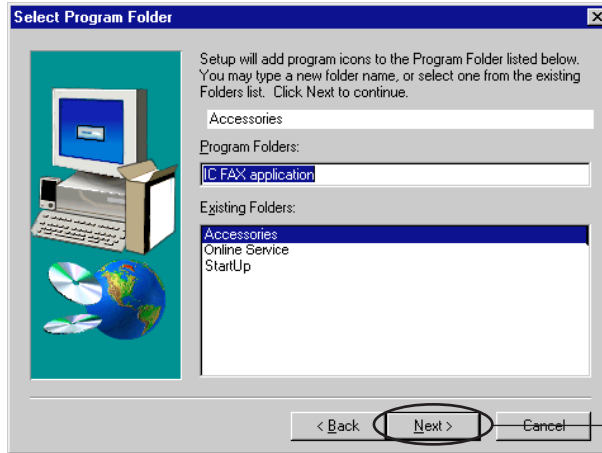 Select Program Folder
Setup will add program icons to the Program Folder listed below.
You may type a new folder name, or select one from the existing
Folders list. Click Next to continue.
Accessories
Program Folders:
IC FAX application
Existing Folders:
Accessories
Online Service
StartUp
< Back
Next >
Cancel